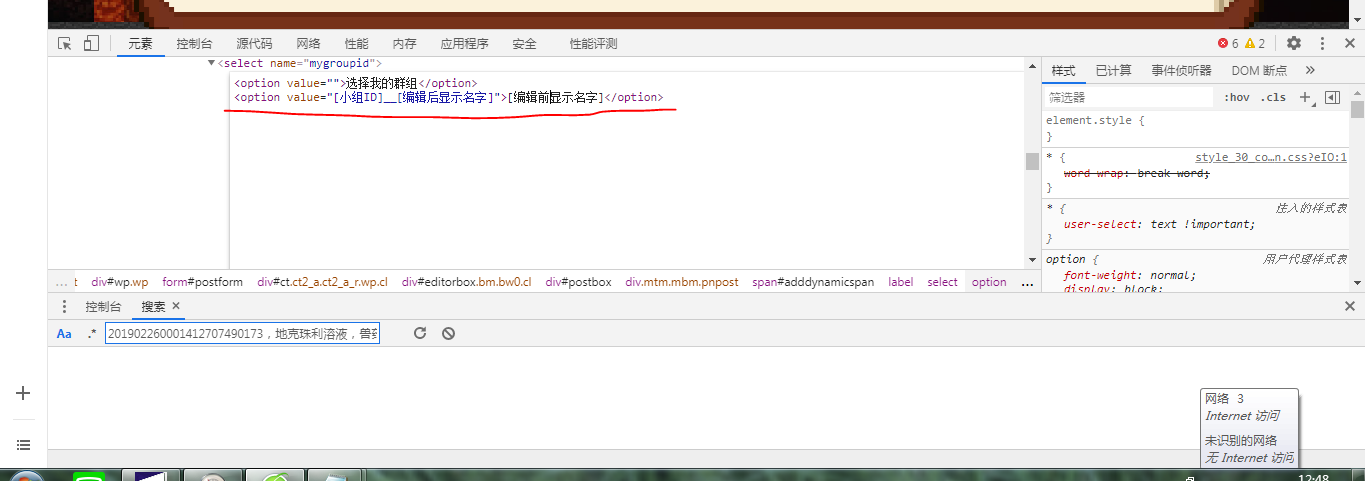 元素 控制台 源代码 网络 性能 内存 应用程序 安全 性能评测 6 2
<select name="mygroupid">
<option value="">选择我的群组</option>
<option value="[小组ID]__[编辑后显示名字]">[编辑前显示名字]</option>
样式 已计算 事件侦听器 DOM 断点 »
筛选器 :hov .cls
element.style {
}
* { style_30_co…n.css?eIO:1
word-wrap: break-word;
}
* { 注入的样式表
user-select: text !important;
}
option { 用户代理样式表
font-weight: normal;
display: block;
… t div#wp.wp form#postform div#ct.ct2_a.ct2_a_r.wp.cl div#editorbox.bm.bw0.cl div#postbox div.mtm.mbm.pnpost span#adddynamicspan label select option …
控制台 搜索
Aa .* 201902260001412707490173，地克珠利溶液，兽药
网络 3
Internet 访问
未识别的网络
无 Internet 访问
12:48